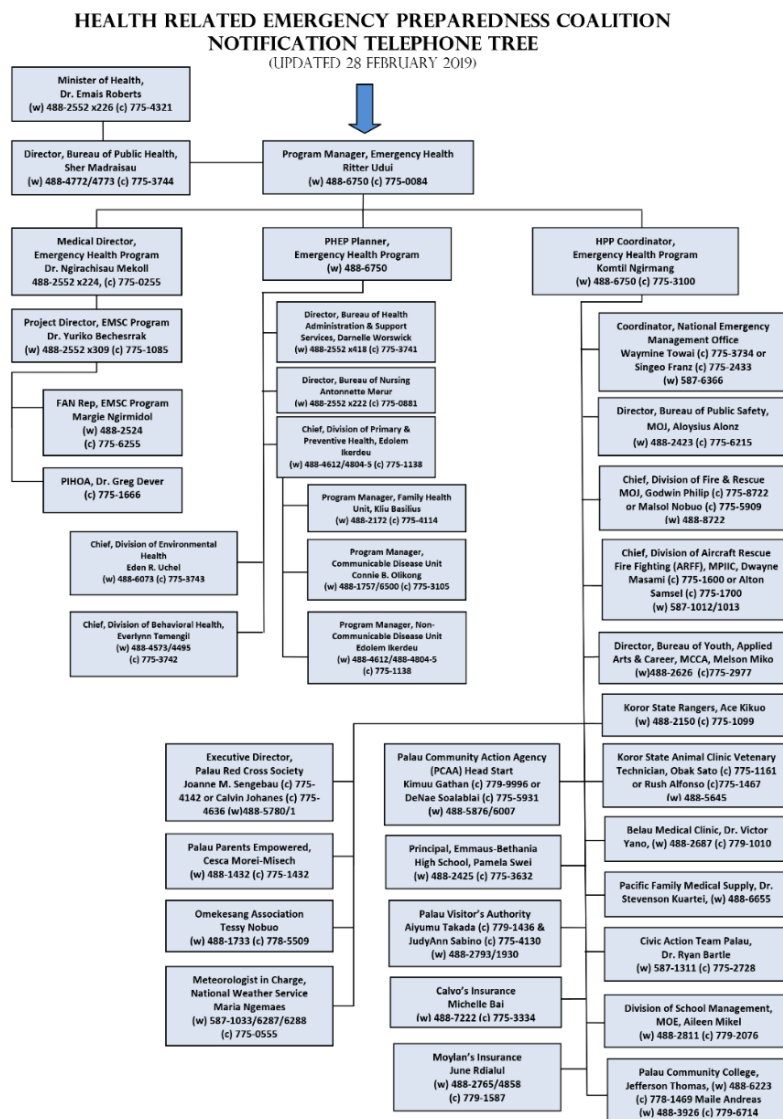 HEALTH RELATED EMERGENCY PREPAREDNESS COALITION
NOTIFICATION TELEPHONE TREE
(UPDATED 28 FEBRUARY 2019)
Minister of Health,
Dr. Emais Roberts
(w) 488-2552 x226 (c) 775-4321
Director, Bureau of Public Health,
Sher Madraisau
(w) 488-4772/4773 (c) 775-3744
Program Manager, Emergency Health
Ritter Udui
(w) 488-6750 (c) 775-0084
Medical Director,
Emergency Health Program
Dr. Ngirachisau Mekoll
488-2552 x224, (c) 775-0255
Project Director, EMSC Program
Dr. Yuriko Bechesrrak
(w) 488-2552 x309 (c) 775-1085
FAN Rep, EMSC Program
Margie Ngirmidol
(w) 488-2524
(c) 775-6255
PIHOA, Dr. Greg Dever
(c) 775-1666
PHEP Planner,
Emergency Health Program
(w) 488-6750
Director, Bureau of Health
Administration & Support
Services, Darnelle Worswick
(w) 488-2552 x418 (c) 775-3741
Director, Bureau of Nursing
Antonnette Merur
(w) 488-2552 x222 (c) 775-0881
Chief, Division of Primary &
Preventive Health, Edolem
Ikerdeu
(w) 488-4612/4804-5 (c) 775-1138
Program Manager, Family Health
Unit, Kliu Basilius
(w) 488-2172 (c) 775-4114
Program Manager,
Communicable Disease Unit
Connie B. Olikong
(w) 488-1757/6500 (c) 775-3105
Program Manager, Non-
Communicable Disease Unit
Edolem Ikerdeu
(w) 488-4612/488-4804-5
(c) 775-1138
Chief, Division of Environmental
Health
Eden R. Uchel
(w) 488-6073 (c) 775-3743
Chief, Division of Behavioral Health,
Everlynn Temengil
(w) 488-4573/4495
(c) 775-3742
HPP Coordinator,
Emergency Health Program
Komtil Ngirmang
(w) 488-6750 (c) 775-3100
Coordinator, National Emergency
Management Office
Waymine Towai (c) 775-3734 or
Singeo Franz (c) 775-2433
(w) 587-6366
Director, Bureau of Public Safety,
MOJ, Aloysius Alonz
(w) 488-2423 (c) 775-6215
Chief, Division of Fire & Rescue
MOJ, Godwin Philip (c) 775-8722
or Malsol Nobuo (c) 775-5909
(w) 488-8722
Chief, Division of Aircraft Rescue
Fire Fighting (ARFF), MPIIC, Dwayne
Masami (c) 775-1600 or Alton
Samsel (c) 775-1700
(w) 587-1012/1013
Director, Bureau of Youth, Applied
Arts & Career, MCCA, Melson Miko
(w)488-2626 (c)775-2977
Koror State Rangers, Ace Kikuo
(w) 488-2150 (c) 775-1099
Koror State Animal Clinic Vetenary
Technician, Obak Sato (c) 775-1161
or Rush Alfonso (c)775-1467
(w) 488-5645
Belau Medical Clinic, Dr. Victor
Yano, (w) 488-2687 (c) 779-1010
Pacific Family Medical Supply, Dr.
Stevenson Kuartei, (w) 488-6655
Civic Action Team Palau,
Dr. Ryan Bartle
(w) 587-1311 (c) 775-2728
Division of School Management,
MOE, Aileen Mikel
(w) 488-2811 (c) 779-2076
Palau Community College,
Jefferson Thomas, (w) 488-6223
(c) 778-1469 Maile Andreas
(w) 488-3926 (c) 779-6714
Executive Director,
Palau Red Cross Society
Joanne M. Sengebau (c) 775-
4142 or Calvin Johanes (c) 775-
4636 (w)488-5780/1
Palau Parents Empowered,
Cesca Morei-Misech
(w) 488-1432 (c) 775-1432
Omekesang Association
Tessy Nobuo
(w) 488-1733 (c) 778-5509
Meteorologist in Charge,
National Weather Service
Maria Ngemaes
(w) 587-1033/6287/6288
(c) 775-0555
Palau Community Action Agency
(PCAA) Head Start
Kimuu Gathan (c) 779-9996 or
DeNae Soalablai (c) 775-5931
(w) 488-5876/6007
Principal, Emmaus-Bethania
High School, Pamela Swei
(w) 488-2425 (c) 775-3632
Palau Visitor's Authority
Aiyumu Takada (c) 779-1436 &
JudyAnn Sabino (c) 775-4130
(w) 488-2793/1930
Calvo's Insurance
Michelle Bai
(w) 488-7222 (c) 775-3334
Moylan's Insurance
June Rdialul
(w) 488-2765/4858
(c) 779-1587